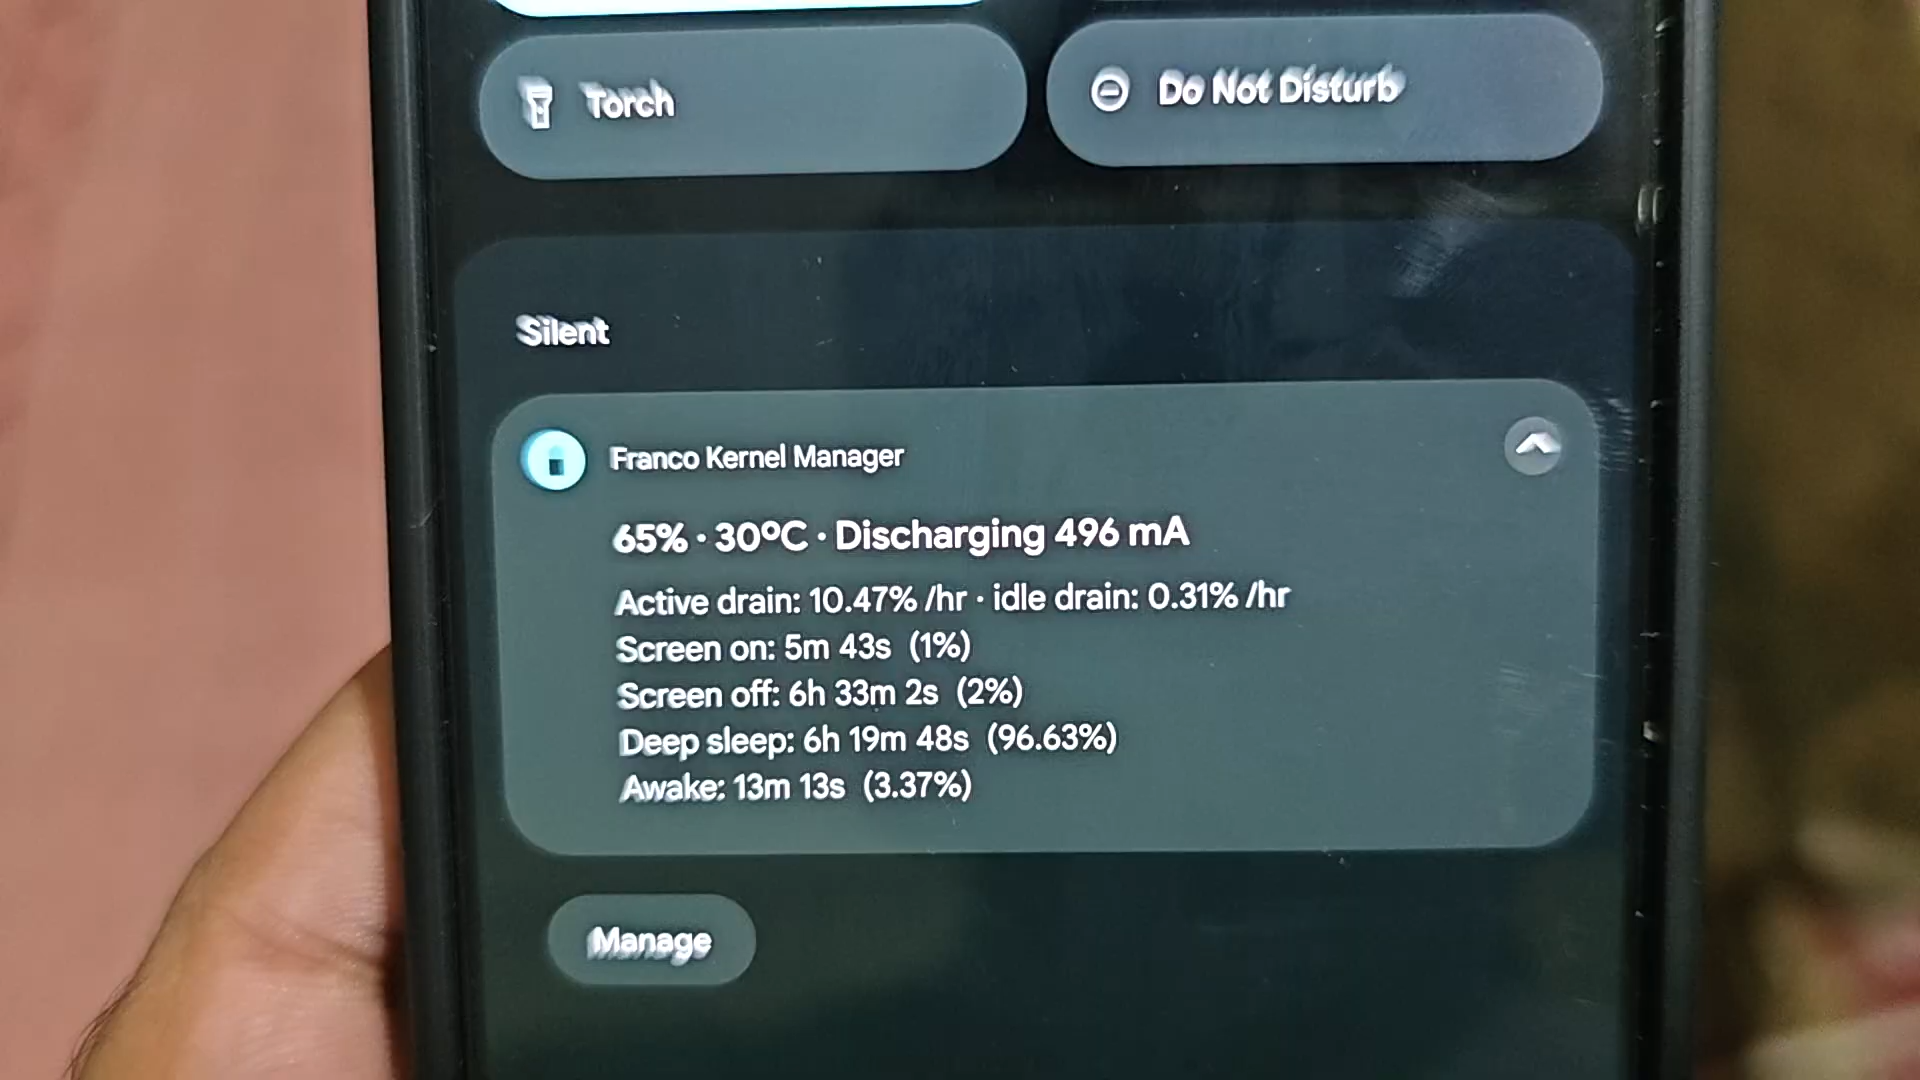 Torch
Do Not Disturb
Silent
Franco Kernel Manager
65% · 30°C · Discharging 496 mA
Active drain: 10.47% /hr · idle drain: 0.31% /hr
Screen on: 5m 43s (1%)
Screen off: 6h 33m 2s (2%)
Deep sleep: 6h 19m 48s (96.63%)
Awake: 13m 13s (3.37%)
Manage